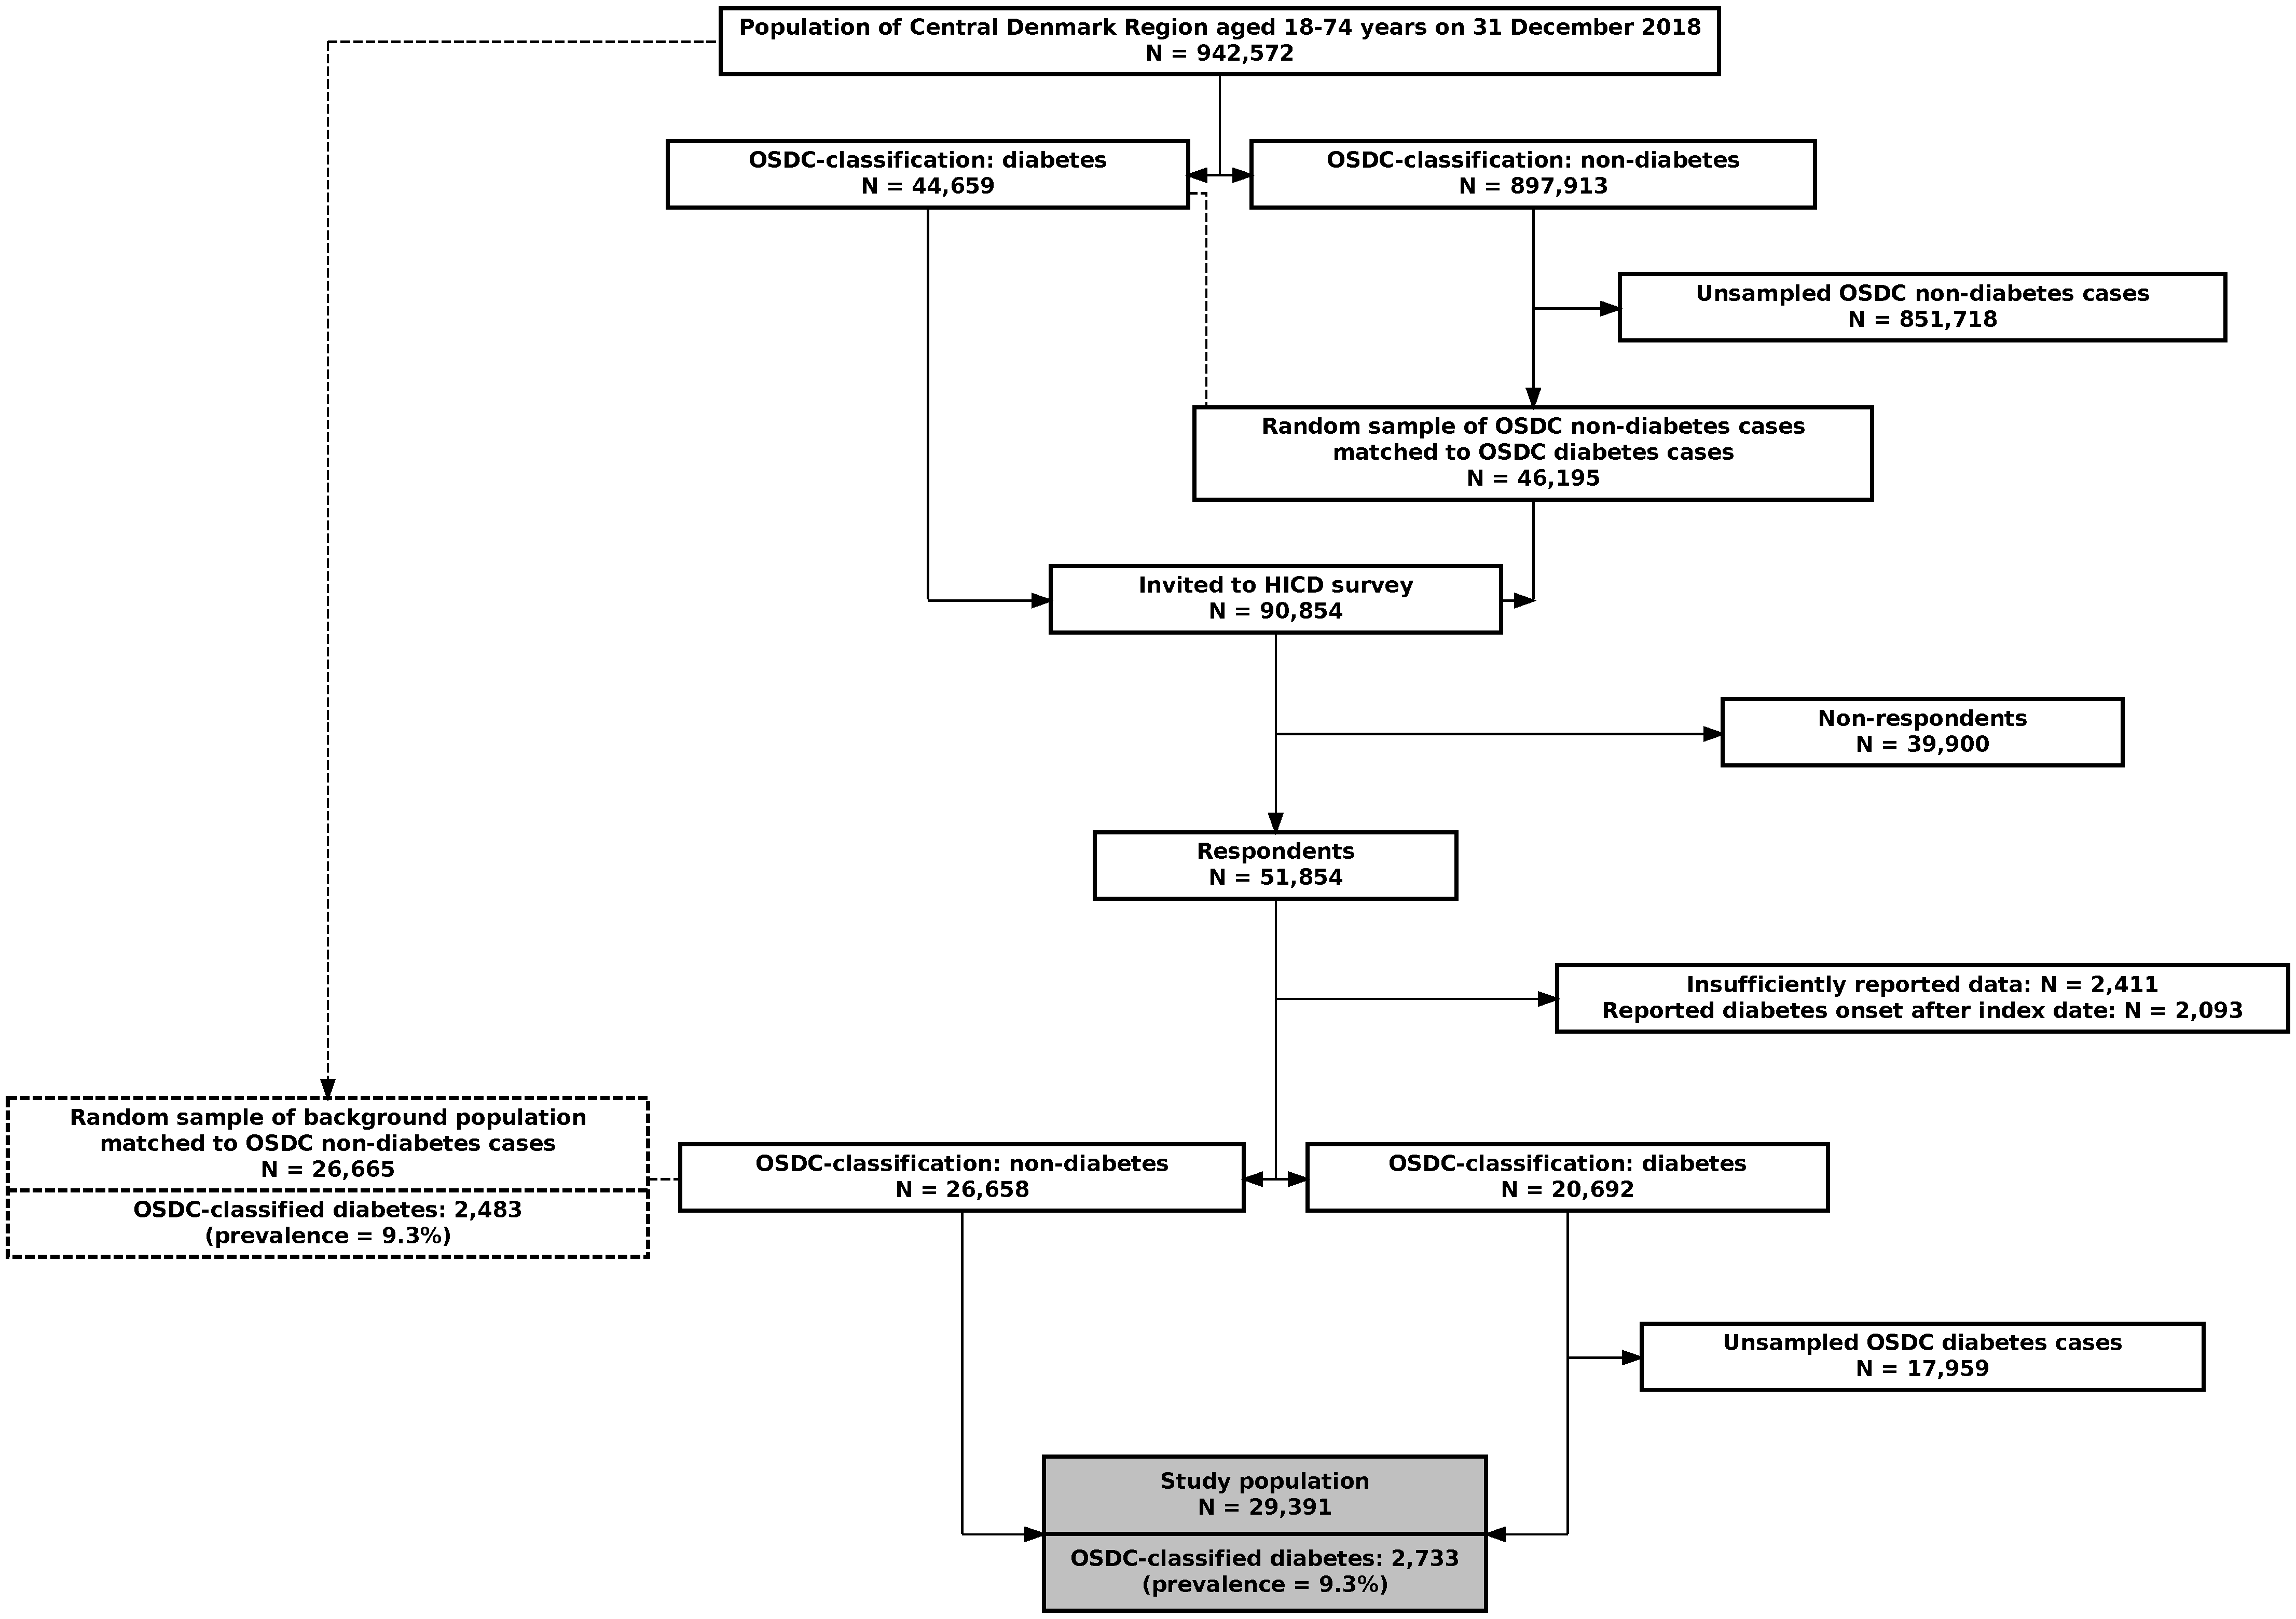 Population of Central Denmark Region aged 18-74 years on 31 December 2018
N = 942,572
OSDC-classification: diabetes
N = 44,659
OSDC-classification: non-diabetes
N = 897,913
Unsampled OSDC non-diabetes cases
N = 851,718
Random sample of OSDC non-diabetes cases
matched to OSDC diabetes cases
N = 46,195
Invited to HICD survey
N = 90,854
Non-respondents
N = 39,900
Respondents
N = 51,854
Insufficiently reported data: N = 2,411
Reported diabetes onset after index date: N = 2,093
Random sample of background population
matched to OSDC non-diabetes cases
N = 26,665
OSDC-classified diabetes: 2,483
(prevalence = 9.3%)
OSDC-classification: non-diabetes
N = 26,658
OSDC-classification: diabetes
N = 20,692
Unsampled OSDC diabetes cases
N = 17,959
Study population
N = 29,391
OSDC-classified diabetes: 2,733
(prevalence = 9.3%)